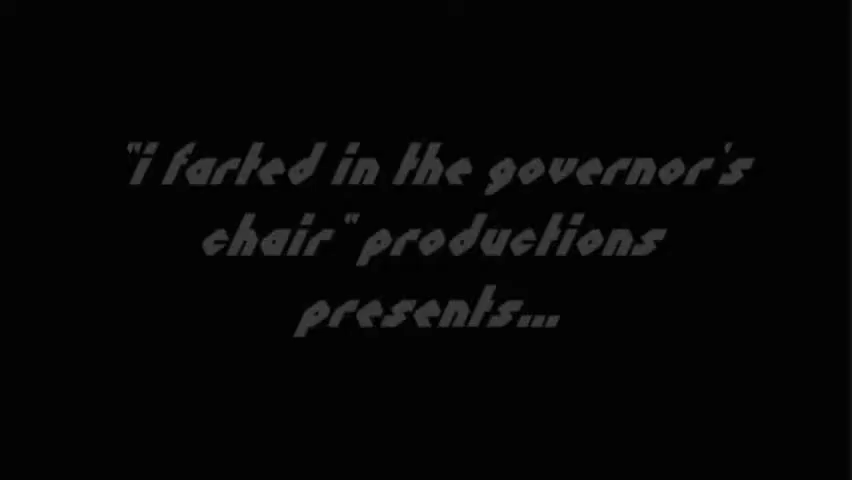 "i farted in the governor's
chair" productions
presents...